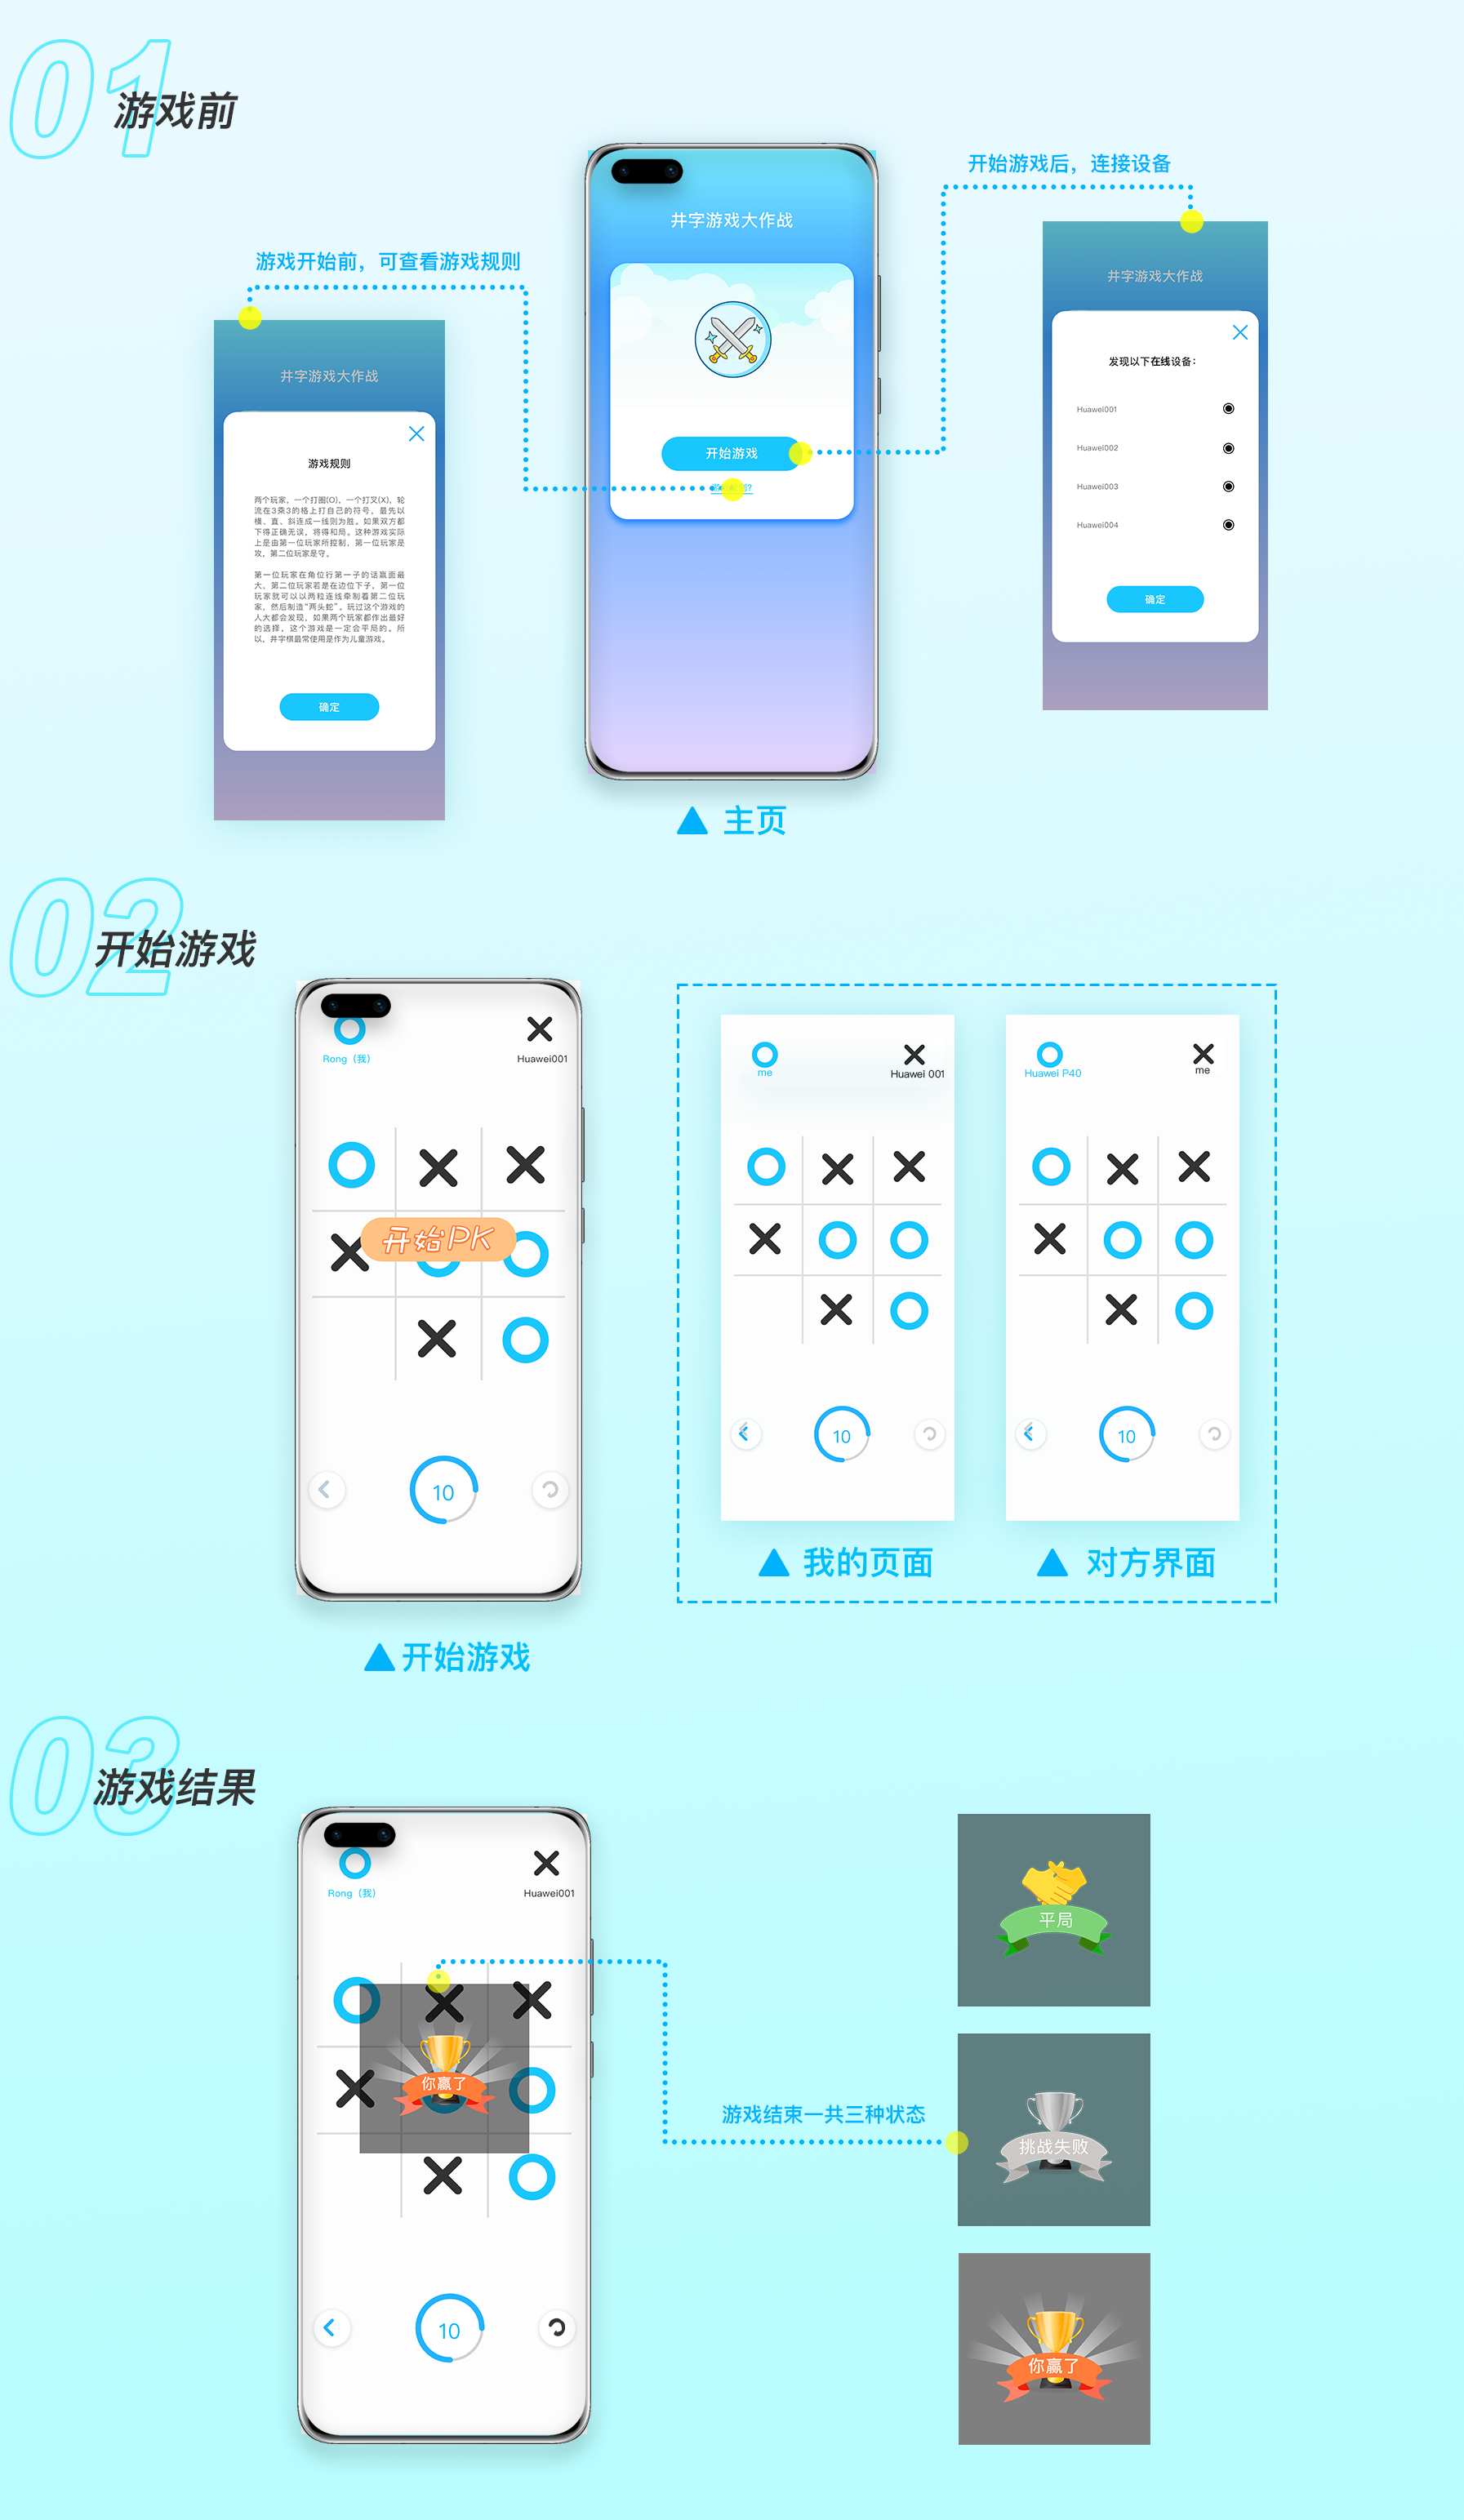 01
游戏前
开始游戏后，连接设备
游戏开始前，可查看游戏规则
井字游戏大作战
开始游戏
井字游戏大作战
游戏规则
两个玩家，一个打圈(O)，一个打叉(X)，轮
流在3乘3的格上打自己的符号，最先以
横、直、斜连成一线则为胜。如果双方都
下得正确无误，将得和局。这种游戏实际
上是由第一位玩家所控制，第一位玩家是
攻，第二位玩家是守。
第一位玩家在角位行第一子的话赢面最
大，第二位玩家若是在边位下子，第一位
玩家就可以以两粒连线牵制着第二位玩
家，然后制造“两头蛇”。玩过这个游戏的
人大都会发现，如果两个玩家都作出最好
的选择，这个游戏是一定会平局的。所
以，井字棋最常使用是作为儿童游戏。
确定
井字游戏大作战
发现以下在线设备：
Huawei001
Huawei002
Huawei003
Huawei004
确定
主页
02
开始游戏
Rong（我）
Huawei001
开始PK
10
开始游戏
me
Huawei 001
10
我的页面
Huawei P40
me
10
对方界面
03
游戏结果
Rong（我）
Huawei001
你赢了
10
游戏结束一共三种状态
平局
挑战失败
你赢了